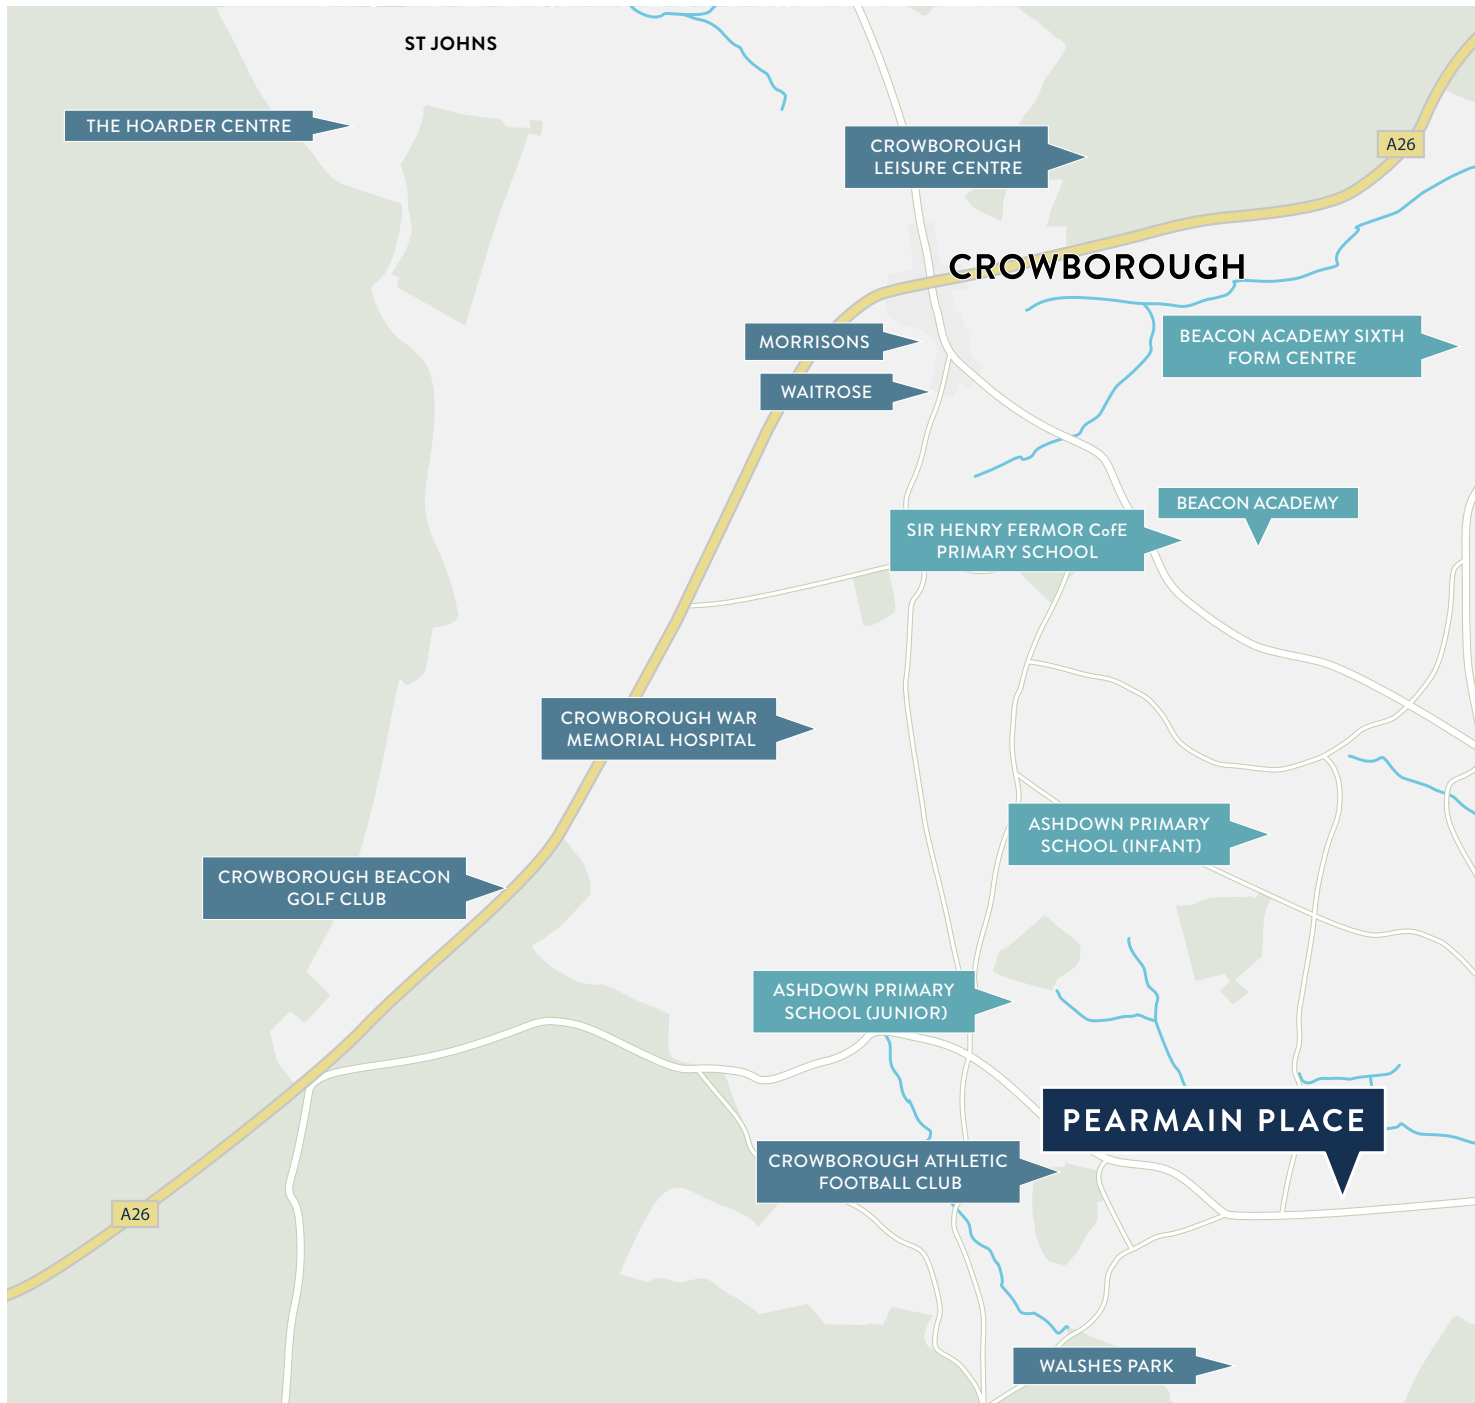 ST JOHNS
THE HOARDER CENTRE
CROWBOROUGH
LEISURE CENTRE
A26
CROWBOROUGH
MORRISONS
BEACON ACADEMY SIXTH
FORM CENTRE
WAITROSE
BEACON ACADEMY
SIR HENRY FERMOR CofE
PRIMARY SCHOOL
CROWBOROUGH WAR
MEMORIAL HOSPITAL
ASHDOWN PRIMARY
SCHOOL (INFANT)
CROWBOROUGH BEACON
GOLF CLUB
ASHDOWN PRIMARY
SCHOOL (JUNIOR)
PEARMAIN PLACE
CROWBOROUGH ATHLETIC
FOOTBALL CLUB
A26
WALSHES PARK